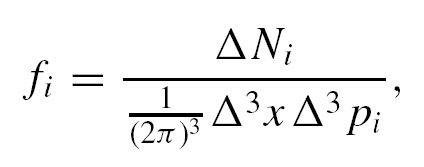 f_i = \frac{\Delta N_i}{\frac{1}{(2\pi)^3} \Delta^3 x \Delta^3 p_i},